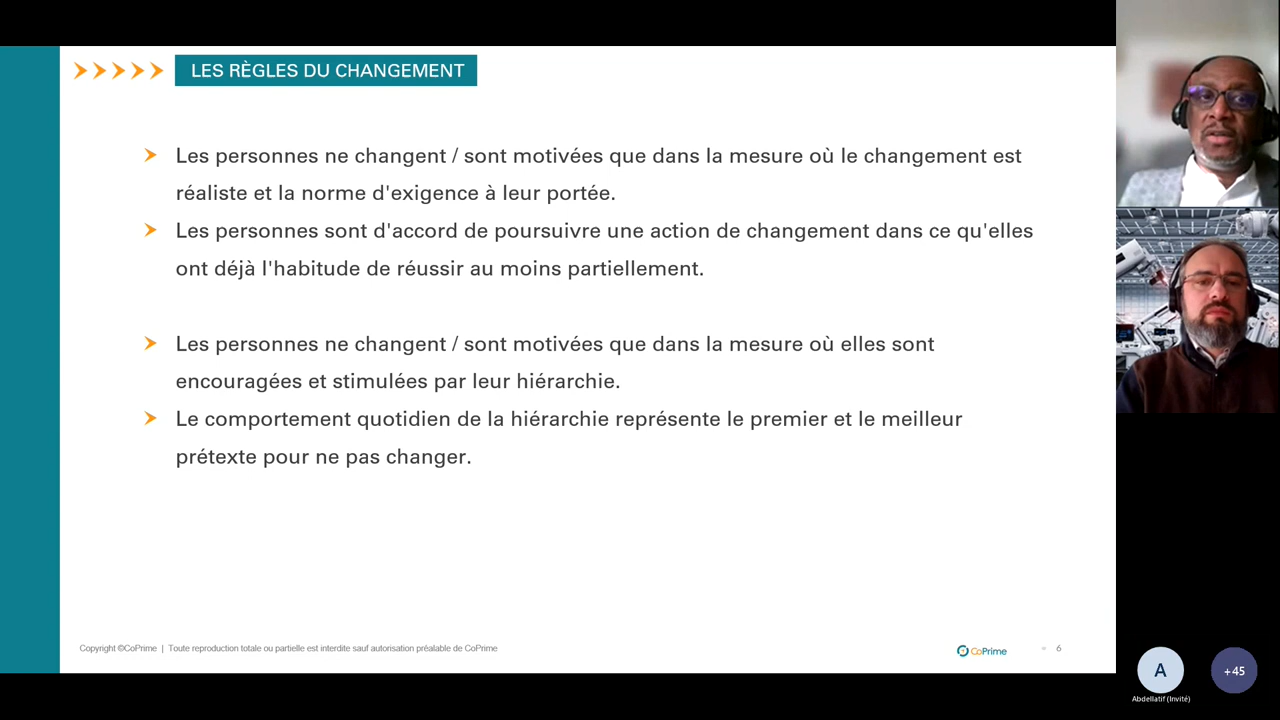 LES RÈGLES DU CHANGEMENT
Les personnes ne changent / sont motivées que dans la mesure où le changement est
réaliste et la norme d'exigence à leur portée.
Les personnes sont d'accord de poursuivre une action de changement dans ce qu'elles
ont déjà l'habitude de réussir au moins partiellement.
Les personnes ne changent / sont motivées que dans la mesure où elles sont
encouragées et stimulées par leur hiérarchie.
Le comportement quotidien de la hiérarchie représente le premier et le meilleur
prétexte pour ne pas changer.
Copyright ©CoPrime | Toute reproduction totale ou partielle est interdite sauf autorisation préalable de CoPrime
CoPrime
6
A
Abdellatif (Invité)
+45